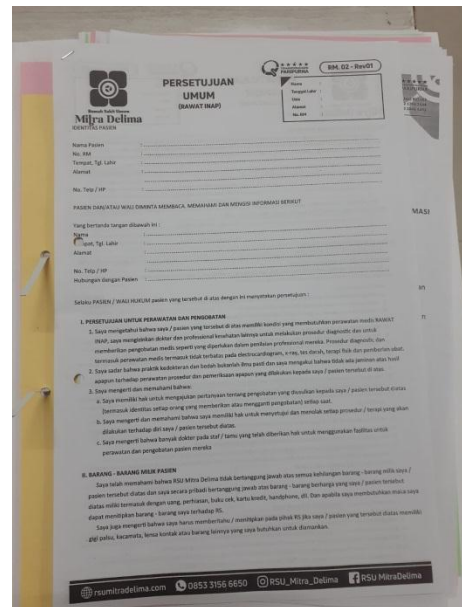 PARIPURNA
RM. 02 - Rev01
Rumah Sakit Umum
Mitra Delima
PERSETUJUAN
UMUM
(RAWAT INAP)
Nama :
Tanggal Lahir :
Usia :
Alamat :
No. RM :
IDENTITAS PASIEN
Nama Pasien :
No. RM :
Tempat, Tgl. Lahir :
Alamat :
No. Telp / HP :
PASIEN DAN/ATAU WALI DIMINTA MEMBACA, MEMAHAMI DAN MENGISI INFORMASI BERIKUT
Yang bertanda tangan dibawah ini :
Nama :
Tempat, Tgl. Lahir :
Alamat :
No. Telp / HP :
Hubungan dengan Pasien :
Selaku PASIEN / WALI HUKUM pasien yang tersebut di atas dengan ini menyatakan persetujuan :
I. PERSETUJUAN UNTUK PERAWATAN DAN PENGOBATAN
1. Saya mengetahui bahwa saya / pasien yang tersebut di atas memiliki kondisi yang membutuhkan perawatan medis RAWAT
INAP, saya mengizinkan dokter dan profesional kesehatan lainnya untuk melakukan prosedur diagnostic dan untuk
memberikan pengobatan medis seperti yang diperlukan dalam penilaian profesional mereka. Prosedur diagnostic dan
perawatan medis termasuk tidak terbatas pada electrocardiogram, x-ray, tes darah, terapi fisik dan pemberian obat.
2. Saya sadar bahwa praktik kedokteran dan bedah bukanlah ilmu pasti dan saya mengakui bahwa tidak ada jaminan atas hasil
apapun terhadap perawatan prosedur dan pemeriksaan apapun yang dilakukan kepada saya / pasien tersebut di atas.
3. Saya mengerti dan memahami bahwa:
a. Saya memiliki hak untuk mengajukan pertanyaan tentang pengobatan yang diusulkan kepada saya / pasien tersebut diatas
(termasuk identitas setiap orang yang memberikan atau mengganti pengobatan) setiap saat.
b. Saya mengerti dan memahami bahwa saya memiliki hak untuk menyetujui dan menolak setiap prosedur / terapi yang akan
dilakukan terhadap diri saya / pasien tersebut diatas.
c. Saya mengerti bahwa banyak dokter pada staf / tamu yang telah diberikan hak untuk menggunakan fasilitas untuk
perawatan dan pengobatan pasien mereka
II. BARANG - BARANG MILIK PASIEN
Saya telah memahami bahwa RSU Mitra Delima tidak bertanggung jawab atas semua kehilangan barang - barang milik saya /
pasien tersebut diatas dan saya secara pribadi bertanggung jawab atas barang - barang berharga yang saya / pasien tersebut
diatas miliki termasuk dengan uang, perhiasan, buku cek, kartu kredit, handphone, dll. Dan apabila saya membutuhkan maka saya
dapat menitipkan barang - barang saya terhadap RS.
Saya juga mengerti bahwa saya harus memberitahu / menitipkan pada pihak RS jika saya / pasien yang tersebut diatas memiliki
gigi palsu, kacamata, lensa kontak atau barang lainnya yang saya butuhkan untuk diamankan.
rsumitradelima.com 0853 3156 6650 RSU_Mitra_Delima RSU MitraDelima
MASI